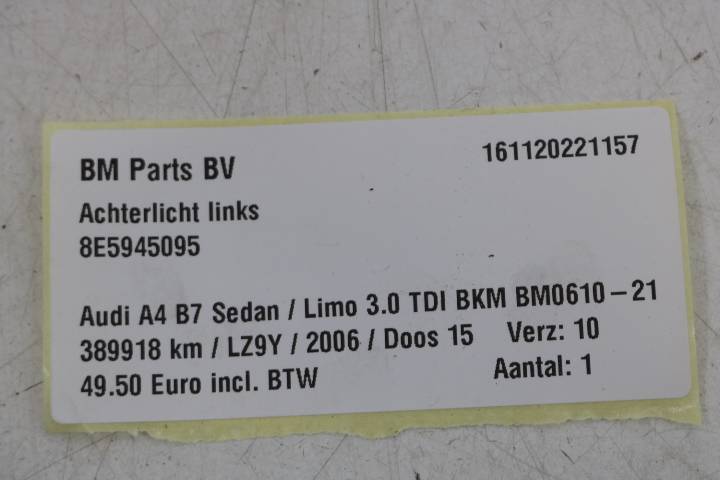 BM Parts BV 161120221157
Achterlicht links
8E5945095
Audi A4 B7 Sedan / Limo 3.0 TDI BKM BM0610-21
389918 km / LZ9Y / 2006 / Doos 15 Verz: 10
49.50 Euro incl. BTW Aantal: 1